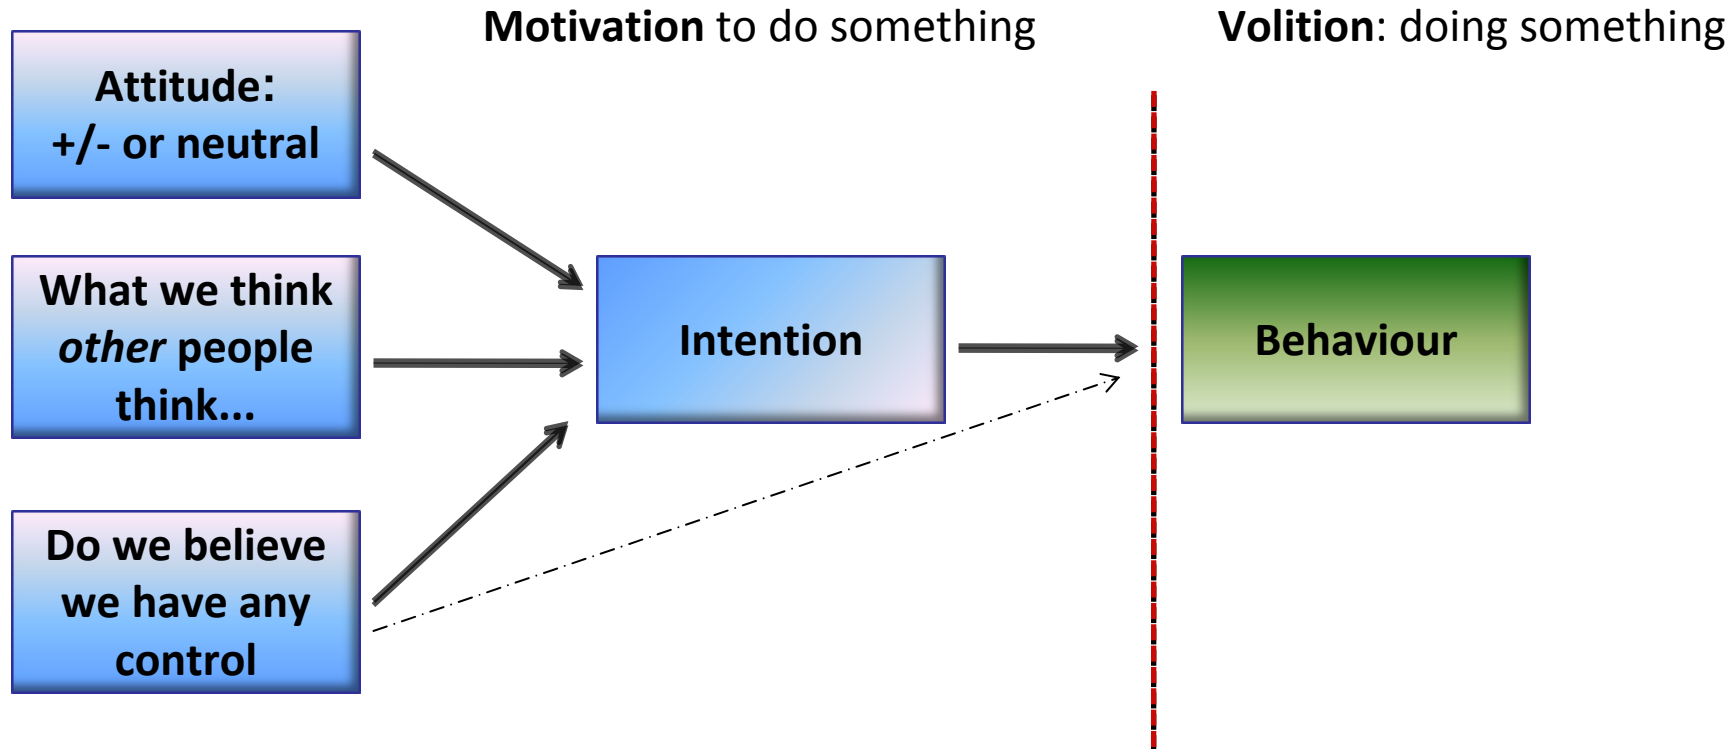 Motivation to do something
Volition: doing something
Attitude:
+/- or neutral
What we think
other people
think...
Intention
Behaviour
Do we believe
we have any
control